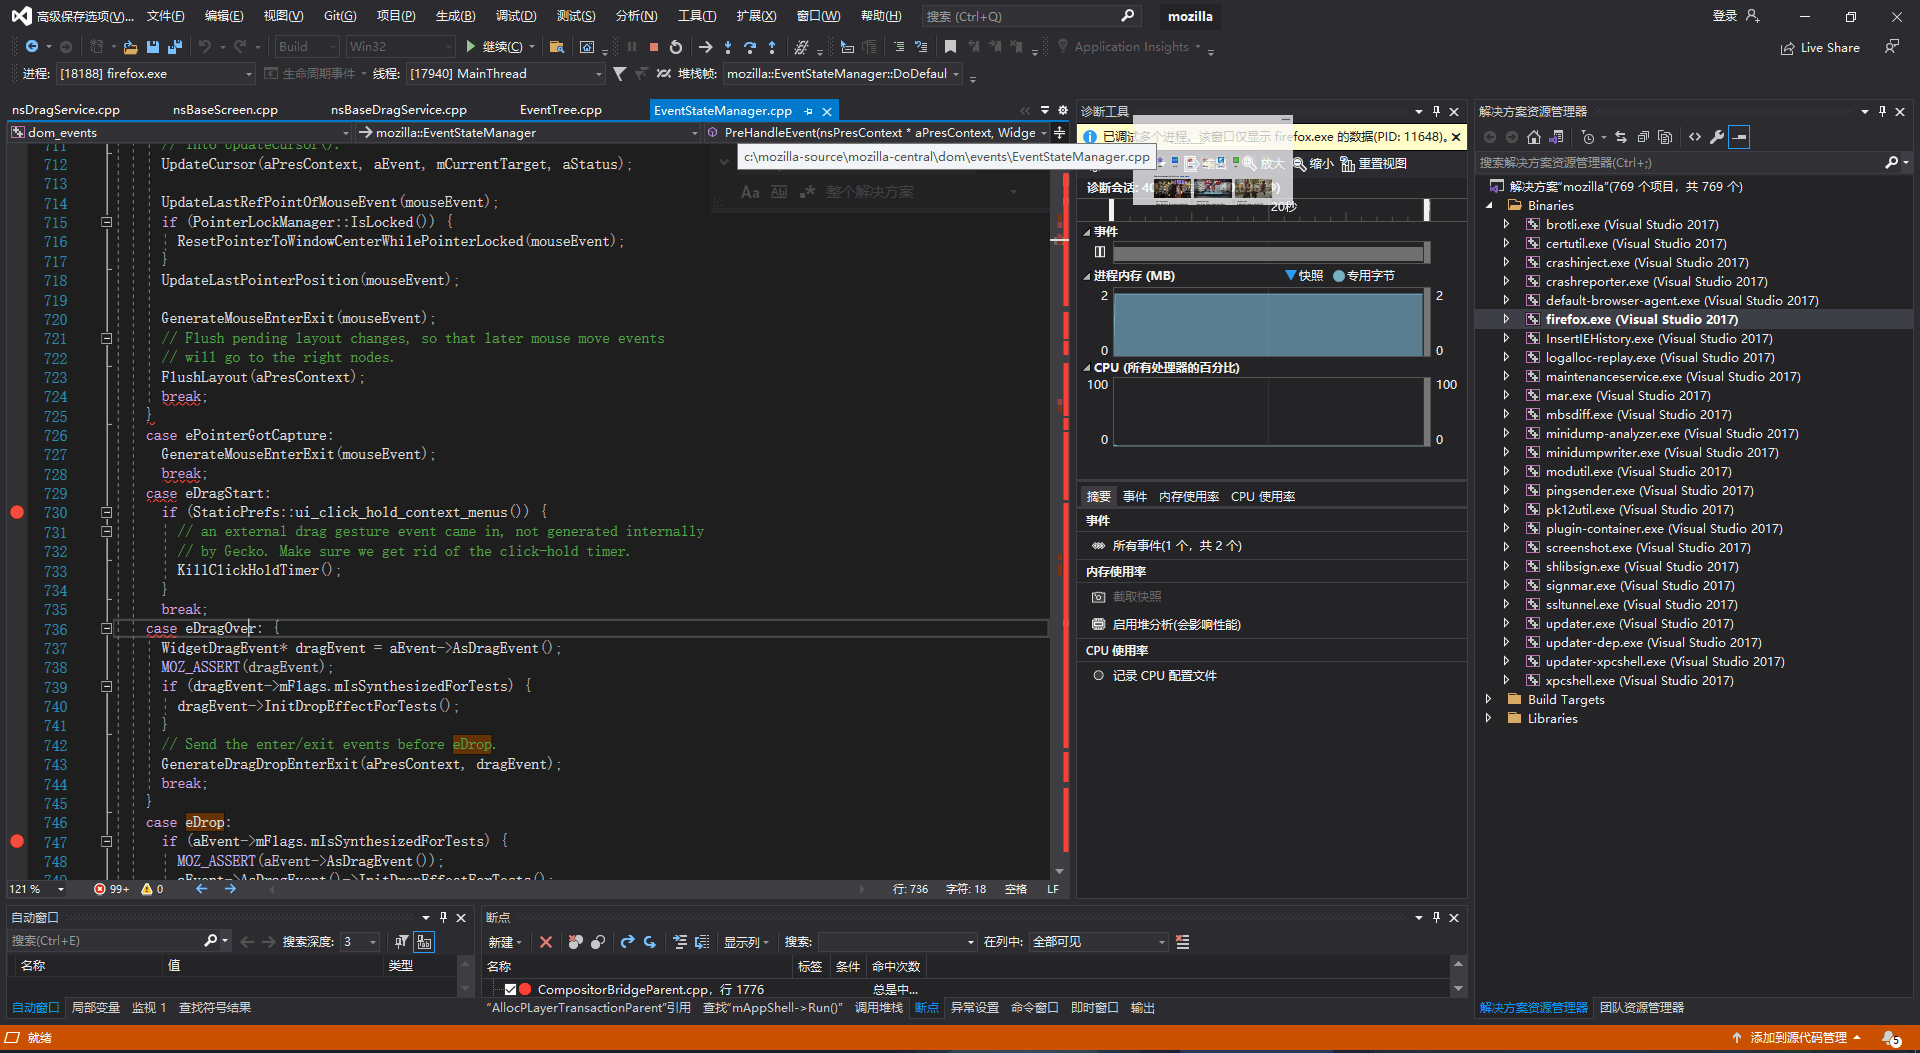 高级保存选项(V)... 文件(F) 编辑(E) 视图(V) Git(G) 项目(P) 生成(B) 调试(D) 测试(S) 分析(N) 工具(T) 扩展(X) 窗口(W) 帮助(H) 搜索 (Ctrl+Q) mozilla 登录
Build Win32 继续(C) Application Insights Live Share
进程: [18188] firefox.exe 生命周期事件 线程: [17940] MainThread 堆栈帧: mozilla::EventStateManager::DoDefaul
nsDragService.cpp nsBaseScreen.cpp nsBaseDragService.cpp EventTree.cpp EventStateManager.cpp
dom_events mozilla::EventStateManager PreHandleEvent(nsPresContext * aPresContext, Widge
c:\mozilla-source\mozilla-central\dom\events\EventStateManager.cpp
Aa 整个解决方案
711 // into UpdateCursor().
712 UpdateCursor(aPresContext, aEvent, mCurrentTarget, aStatus);
713
714 UpdateLastRefPointOfMouseEvent(mouseEvent);
715 if (PointerLockManager::IsLocked()) {
716 ResetPointerToWindowCenterWhilePointerLocked(mouseEvent);
717 }
718 UpdateLastPointerPosition(mouseEvent);
719
720 GenerateMouseEnterExit(mouseEvent);
721 // Flush pending layout changes, so that later mouse move events
722 // will go to the right nodes.
723 FlushLayout(aPresContext);
724 break;
725 }
726 case ePointerGotCapture:
727 GenerateMouseEnterExit(mouseEvent);
728 break;
729 case eDragStart:
730 if (StaticPrefs::ui_click_hold_context_menus()) {
731 // an external drag gesture event came in, not generated internally
732 // by Gecko. Make sure we get rid of the click-hold timer.
733 KillClickHoldTimer();
734 }
735 break;
736 case eDragOver: {
737 WidgetDragEvent* dragEvent = aEvent->AsDragEvent();
738 MOZ_ASSERT(dragEvent);
739 if (dragEvent->mFlags.mIsSynthesizedForTests) {
740 dragEvent->InitDropEffectForTests();
741 }
742 // Send the enter/exit events before eDrop.
743 GenerateDragDropEnterExit(aPresContext, dragEvent);
744 break;
745 }
746 case eDrop:
747 if (aEvent->mFlags.mIsSynthesizedForTests) {
748 MOZ_ASSERT(aEvent->AsDragEvent());
749 aEvent->AsDragEvent()->InitDropEffectForTests();
121 % 99+ 0 行: 736 字符: 18 空格 LF
诊断工具
已调试多个进程。该窗口仅显示 firefox.exe 的数据(PID: 11648)。
输出 放大 缩小 重置视图
诊断会话: 40
20秒
事件
进程内存 (MB) 快照 专用字节
2 2
0 0
CPU (所有处理器的百分比)
100 100
0 0
摘要 事件 内存使用率 CPU 使用率
事件
所有事件(1 个，共 2 个)
内存使用率
截取快照
启用堆分析(会影响性能)
CPU 使用率
记录 CPU 配置文件
解决方案资源管理器
搜索解决方案资源管理器(Ctrl+;)
解决方案"mozilla"(769 个项目，共 769 个)
Binaries
brotli.exe (Visual Studio 2017)
certutil.exe (Visual Studio 2017)
crashinject.exe (Visual Studio 2017)
crashreporter.exe (Visual Studio 2017)
default-browser-agent.exe (Visual Studio 2017)
firefox.exe (Visual Studio 2017)
InsertIEHistory.exe (Visual Studio 2017)
logalloc-replay.exe (Visual Studio 2017)
maintenanceservice.exe (Visual Studio 2017)
mar.exe (Visual Studio 2017)
mbsdiff.exe (Visual Studio 2017)
minidump-analyzer.exe (Visual Studio 2017)
minidumpwriter.exe (Visual Studio 2017)
modutil.exe (Visual Studio 2017)
pingsender.exe (Visual Studio 2017)
pk12util.exe (Visual Studio 2017)
plugin-container.exe (Visual Studio 2017)
screenshot.exe (Visual Studio 2017)
shlibsign.exe (Visual Studio 2017)
signmar.exe (Visual Studio 2017)
ssltunnel.exe (Visual Studio 2017)
updater.exe (Visual Studio 2017)
updater-dep.exe (Visual Studio 2017)
updater-xpcshell.exe (Visual Studio 2017)
xpcshell.exe (Visual Studio 2017)
Build Targets
Libraries
自动窗口
搜索(Ctrl+E) 搜索深度: 3
名称 值 类型
自动窗口 局部变量 监视 1 查找符号结果
断点
新建 显示列 搜索: 在列中: 全部可见
名称 标签 条件 命中次数
CompositorBridgeParent.cpp，行 1776 总是中...
"AllocPLayerTransactionParent"引用 查找"mAppShell->Run()" 调用堆栈 断点 异常设置 命令窗口 即时窗口 输出
解决方案资源管理器 团队资源管理器
就绪 添加到源代码管理 5